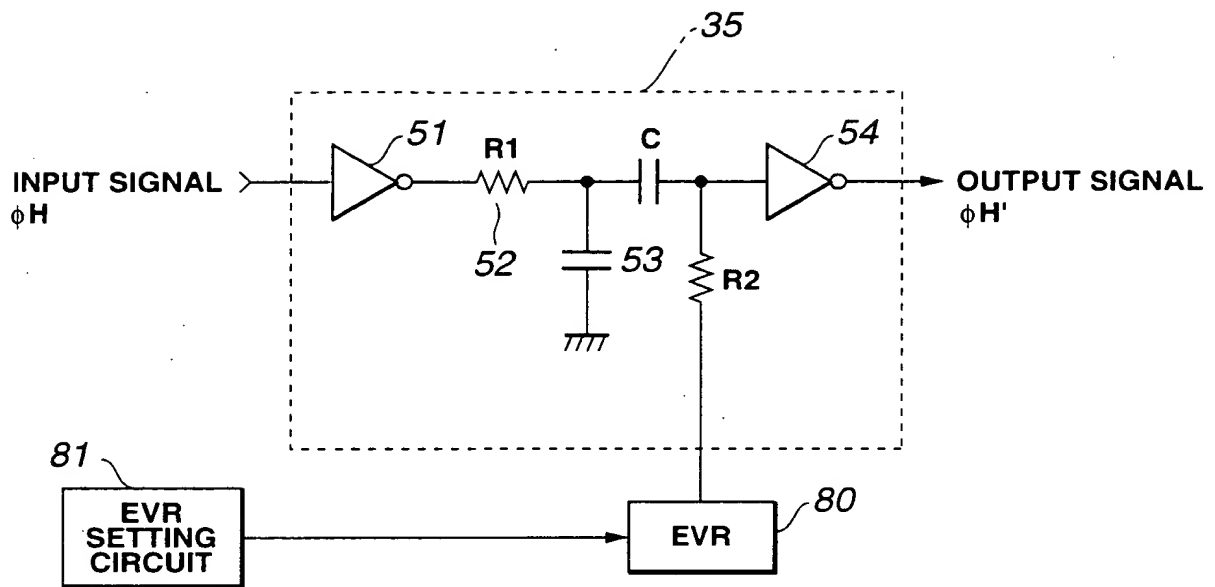 35
51
R1
C
54
INPUT SIGNAL
φH
52
53
R2
OUTPUT SIGNAL
φH'
81
EVR
SETTING
CIRCUIT
EVR
80